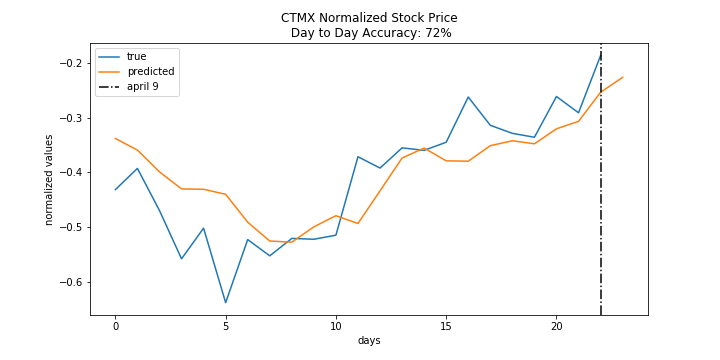 CTMX Normalized Stock Price
Day to Day Accuracy: 72%
true
predicted
april 9
normalized values
−0.2
−0.3
−0.4
−0.5
−0.6
0
5
10
15
20
days